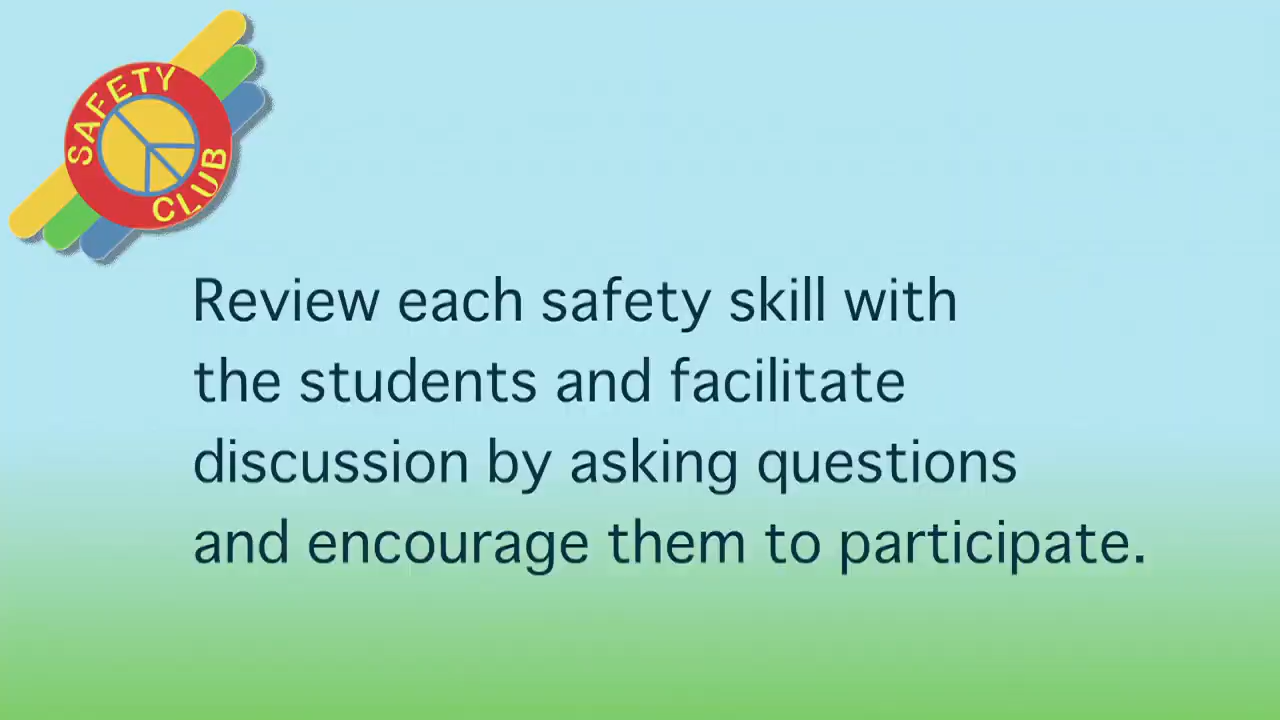 SAFETY
CLUB
Review each safety skill with
the students and facilitate
discussion by asking questions
and encourage them to participate.